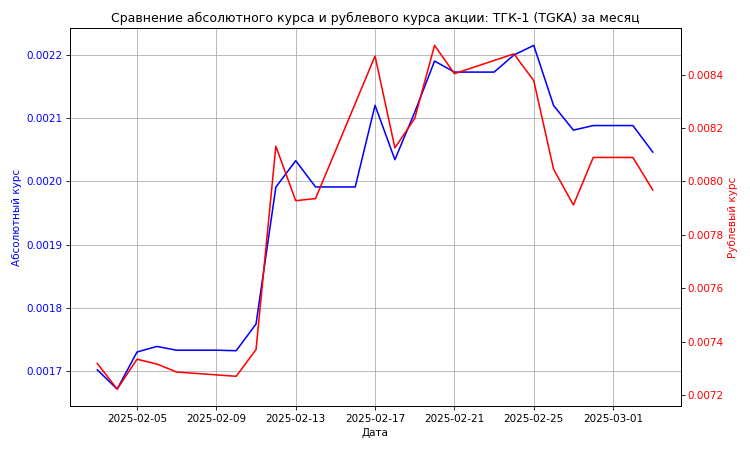 Сравнение абсолютного курса и рублевого курса акции: ТГК-1 (TGKA) за месяц
0.0022
0.0021
0.0020
0.0019
0.0018
0.0017
Абсолютный курс
0.0084
0.0082
0.0080
0.0078
0.0076
0.0074
0.0072
Рублевый курс
2025-02-05 2025-02-09 2025-02-13 2025-02-17 2025-02-21 2025-02-25 2025-03-01
Дата